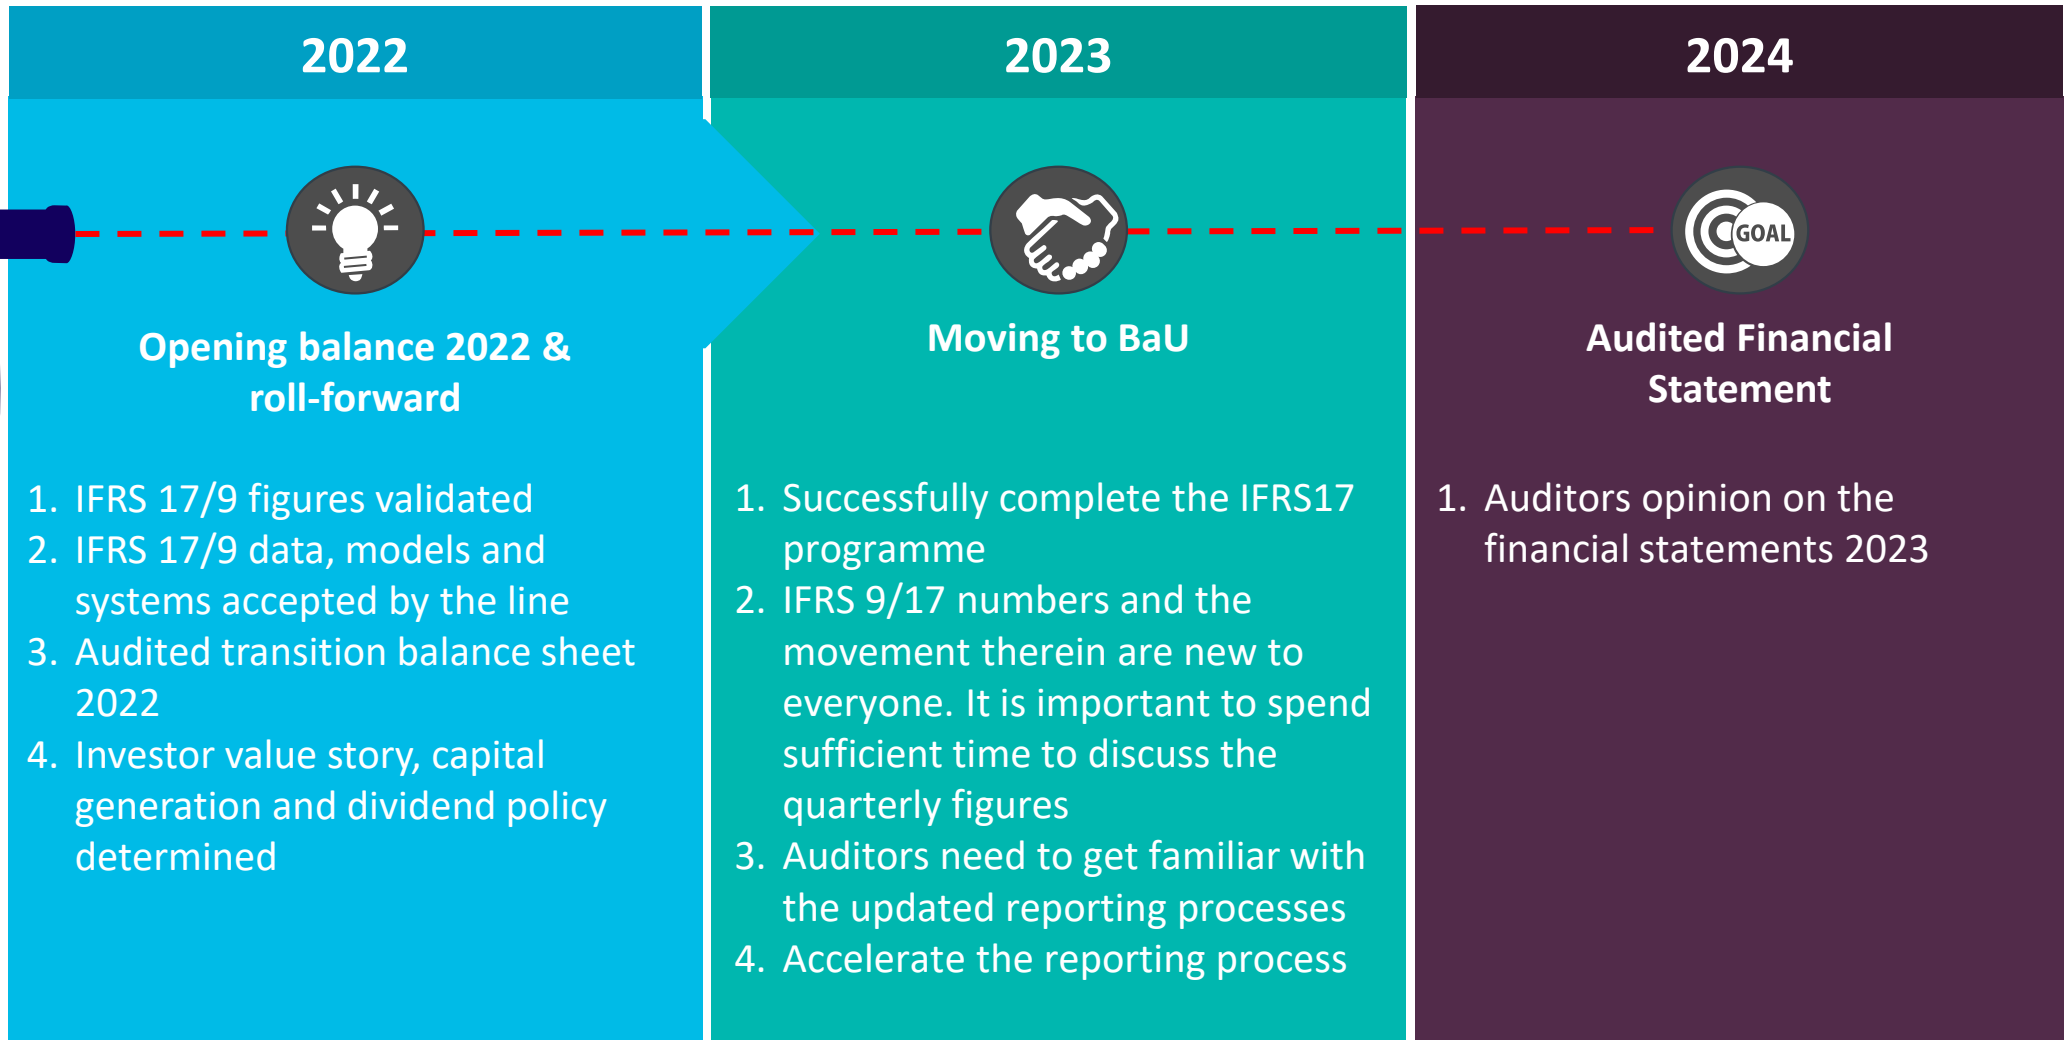 2022
Opening balance 2022 &
roll-forward
1. IFRS 17/9 figures validated
2. IFRS 17/9 data, models and
systems accepted by the line
3. Audited transition balance sheet
2022
4. Investor value story, capital
generation and dividend policy
determined
2023
Moving to BaU
1. Successfully complete the IFRS17
programme
2. IFRS 9/17 numbers and the
movement therein are new to
everyone. It is important to spend
sufficient time to discuss the
quarterly figures
3. Auditors need to get familiar with
the updated reporting processes
4. Accelerate the reporting process
2024
GOAL
Audited Financial
Statement
1. Auditors opinion on the
financial statements 2023